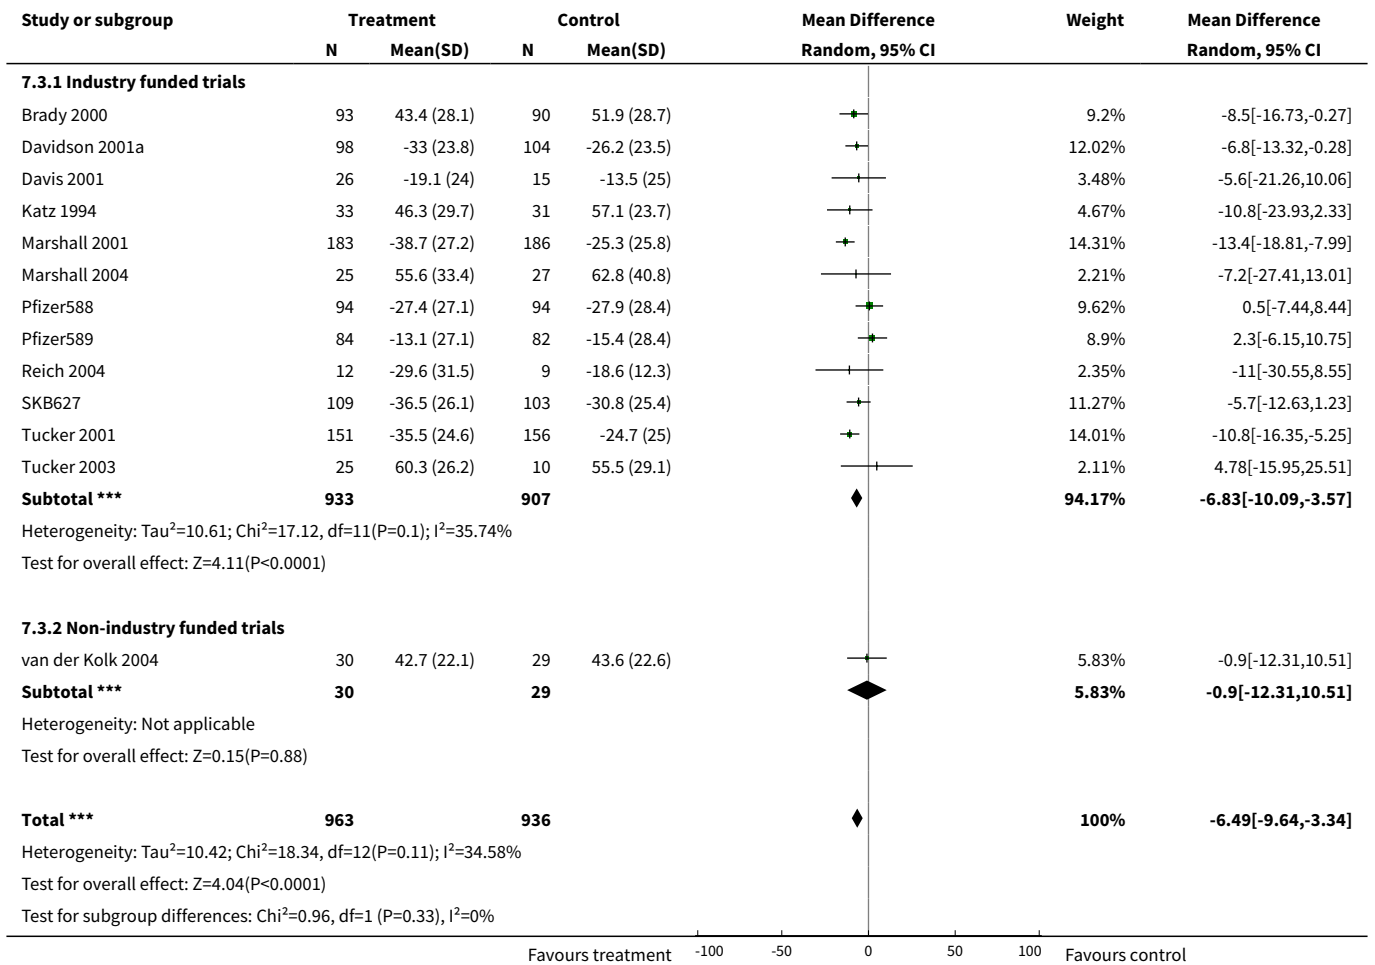 Study or subgroup Treatment Control Mean Difference Weight Mean Difference
N Mean(SD) N Mean(SD) Random, 95% CI Random, 95% CI
7.3.1 Industry funded trials
Brady 2000 93 43.4 (28.1) 90 51.9 (28.7) 9.2% -8.5[-16.73,-0.27]
Davidson 2001a 98 -33 (23.8) 104 -26.2 (23.5) 12.02% -6.8[-13.32,-0.28]
Davis 2001 26 -19.1 (24) 15 -13.5 (25) 3.48% -5.6[-21.26,10.06]
Katz 1994 33 46.3 (29.7) 31 57.1 (23.7) 4.67% -10.8[-23.93,2.33]
Marshall 2001 183 -38.7 (27.2) 186 -25.3 (25.8) 14.31% -13.4[-18.81,-7.99]
Marshall 2004 25 55.6 (33.4) 27 62.8 (40.8) 2.21% -7.2[-27.41,13.01]
Pfizer588 94 -27.4 (27.1) 94 -27.9 (28.4) 9.62% 0.5[-7.44,8.44]
Pfizer589 84 -13.1 (27.1) 82 -15.4 (28.4) 8.9% 2.3[-6.15,10.75]
Reich 2004 12 -29.6 (31.5) 9 -18.6 (12.3) 2.35% -11[-30.55,8.55]
SKB627 109 -36.5 (26.1) 103 -30.8 (25.4) 11.27% -5.7[-12.63,1.23]
Tucker 2001 151 -35.5 (24.6) 156 -24.7 (25) 14.01% -10.8[-16.35,-5.25]
Tucker 2003 25 60.3 (26.2) 10 55.5 (29.1) 2.11% 4.78[-15.95,25.51]
Subtotal *** 933 907 94.17% -6.83[-10.09,-3.57]
Heterogeneity: Tau²=10.61; Chi²=17.12, df=11(P=0.1); I²=35.74%
Test for overall effect: Z=4.11(P<0.0001)
7.3.2 Non-industry funded trials
van der Kolk 2004 30 42.7 (22.1) 29 43.6 (22.6) 5.83% -0.9[-12.31,10.51]
Subtotal *** 30 29 5.83% -0.9[-12.31,10.51]
Heterogeneity: Not applicable
Test for overall effect: Z=0.15(P=0.88)
Total *** 963 936 100% -6.49[-9.64,-3.34]
Heterogeneity: Tau²=10.42; Chi²=18.34, df=12(P=0.11); I²=34.58%
Test for overall effect: Z=4.04(P<0.0001)
Test for subgroup differences: Chi²=0.96, df=1 (P=0.33), I²=0%
Favours treatment -100 -50 0 50 100 Favours control